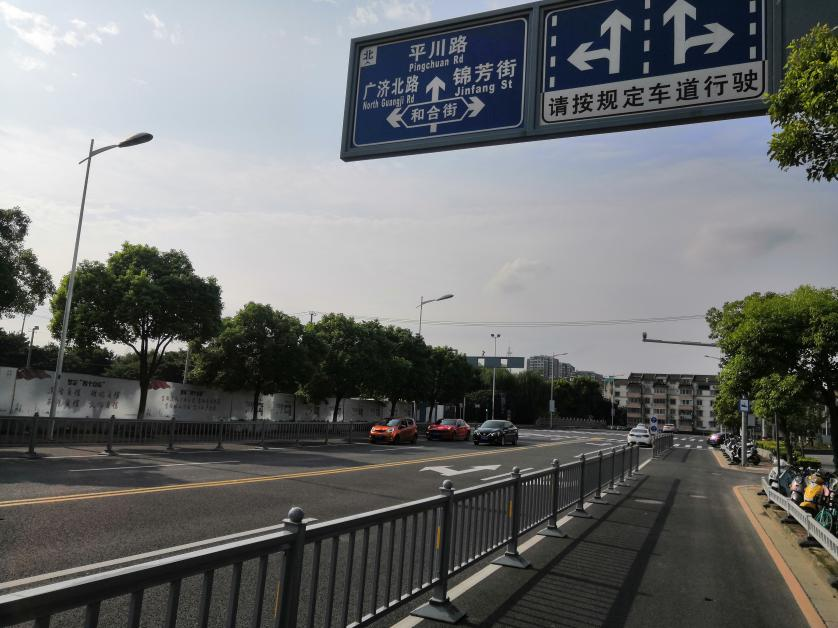 北
平川路
Pingchuan Rd
广济北路
North Guangji Rd
锦芳街
Jinfang St
和合街
请按规定车道行驶